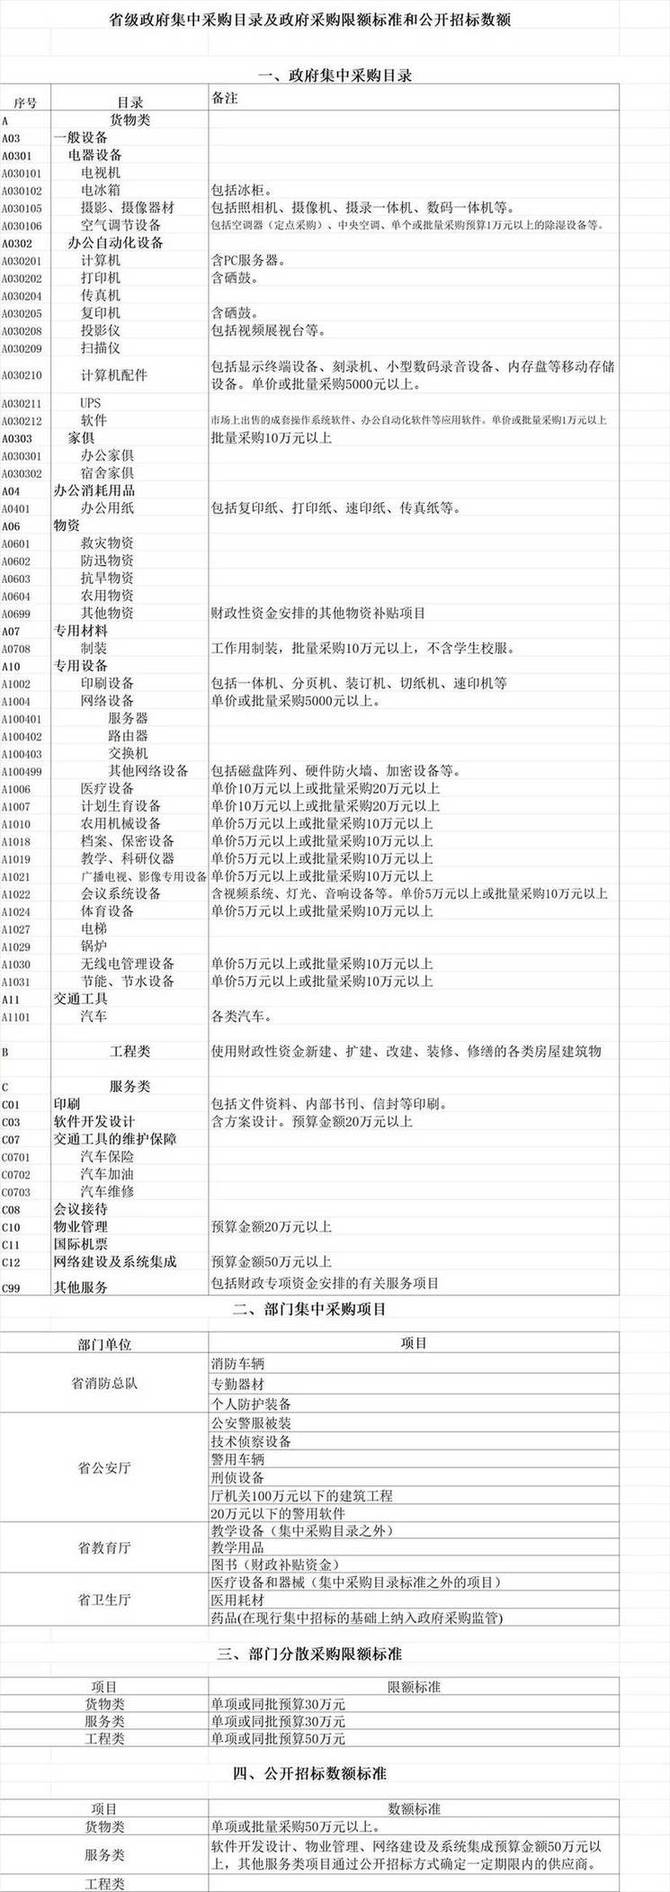 省级政府集中采购目录及政府采购限额标准和公开招标数额
一、政府集中采购目录
序号 目录 备注
A 货物类
A03 一般设备
A0301 电器设备
A030101 电视机
A030102 电冰箱 包括冰柜。
A030105 摄影、摄像器材 包括照相机、摄像机、摄录一体机、数码一体机等。
A030106 空气调节设备 包括空调器（定点采购）、中央空调、单个或批量采购预算1万元以上的除湿设备等。
A0302 办公自动化设备
A030201 计算机 含PC服务器。
A030202 打印机 含硒鼓。
A030204 传真机
A030205 复印机 含硒鼓。
A030208 投影仪 包括视频展视台等。
A030209 扫描仪
A030210 计算机配件 包括显示终端设备、刻录机、小型数码录音设备、内存盘等移动存储
设备。单价或批量采购5000元以上。
A030211 UPS
A030212 软件 市场上出售的成套操作系统软件、办公自动化软件等应用软件。单价或批量采购1万元以上
A0303 家俱 批量采购10万元以上
A030301 办公家俱
A030302 宿舍家俱
A04 办公消耗用品
A0401 办公用纸 包括复印纸、打印纸、速印纸、传真纸等。
A06 物资
A0601 救灾物资
A0602 防迅物资
A0603 抗旱物资
A0604 农用物资
A0699 其他物资 财政性资金安排的其他物资补贴项目
A07 专用材料
A0708 制装 工作用制装，批量采购10万元以上，不含学生校服。
A10 专用设备
A1002 印刷设备 包括一体机、分页机、装订机、切纸机、速印机等
A1004 网络设备 单价或批量采购5000元以上。
A100401 服务器
A100402 路由器
A100403 交换机
A100499 其他网络设备 包括磁盘阵列、硬件防火墙、加密设备等。
A1006 医疗设备 单价10万元以上或批量采购20万元以上
A1007 计划生育设备 单价10万元以上或批量采购20万元以上
A1010 农用机械设备 单价5万元以上或批量采购10万元以上
A1018 档案、保密设备 单价5万元以上或批量采购10万元以上
A1019 教学、科研仪器 单价5万元以上或批量采购10万元以上
A1021 广播电视、影像专用设备 单价5万元以上或批量采购10万元以上
A1022 会议系统设备 含视频系统、灯光、音响设备等。单价5万元以上或批量采购10万元以上
A1024 体育设备 单价5万元以上或批量采购10万元以上
A1027 电梯
A1029 锅炉
A1030 无线电管理设备 单价5万元以上或批量采购10万元以上
A1031 节能、节水设备 单价5万元以上或批量采购10万元以上
A11 交通工具
A1101 汽车 各类汽车。
B 工程类 使用财政性资金新建、扩建、改建、装修、修缮的各类房屋建筑物
C 服务类
C01 印刷 包括文件资料、内部书刊、信封等印刷。
C03 软件开发设计 含方案设计。预算金额20万元以上
C07 交通工具的维护保障
C0701 汽车保险
C0702 汽车加油
C0703 汽车维修
C08 会议接待
C10 物业管理 预算金额20万元以上
C11 国际机票
C12 网络建设及系统集成 预算金额50万元以上
C99 其他服务 包括财政专项资金安排的有关服务项目
二、部门集中采购项目
部门单位 项目
省消防总队 消防车辆
专勤器材
个人防护装备
省公安厅 公安警服被装
技术侦察设备
警用车辆
刑侦设备
厅机关100万元以下的建筑工程
20万元以下的警用软件
省教育厅 教学设备（集中采购目录之外）
教学用品
图书（财政补贴资金）
省卫生厅 医疗设备和器械（集中采购目录标准之外的项目）
医用耗材
药品(在现行集中招标的基础上纳入政府采购监管)
三、部门分散采购限额标准
项目 限额标准
货物类 单项或同批预算30万元
服务类 单项或同批预算30万元
工程类 单项或同批预算50万元
四、公开招标数额标准
项目 数额标准
货物类 单项或批量采购50万元以上。
服务类 软件开发设计、物业管理、网络建设及系统集成预算金额50万元以
上，其他服务类项目通过公开招标方式确定一定期限内的供应商。
工程类